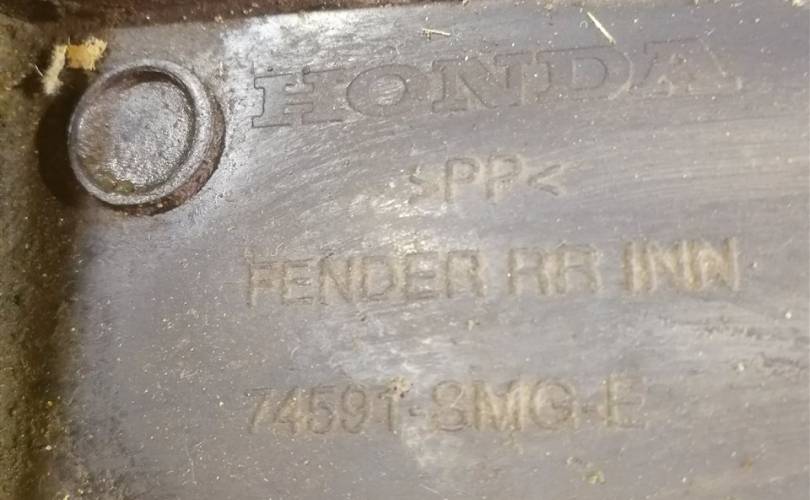 HONDA
>PP<
FENDER RR INN
74591-SMG-E